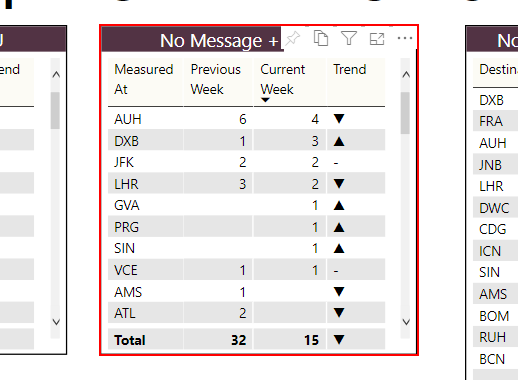 J
No Message +
No
end
Measured At
Previous Week
Current Week
Trend
AUH 6 4 ▼
DXB 1 3 ▲
JFK 2 2 -
LHR 3 2 ▼
GVA 1 ▲
PRG 1 ▲
SIN 1 ▲
VCE 1 1 -
AMS 1 ▼
ATL 2 ▼
Total 32 15 ▼
Destina
DXB
FRA
AUH
JNB
LHR
DWC
CDG
ICN
SIN
AMS
BOM
RUH
BCN